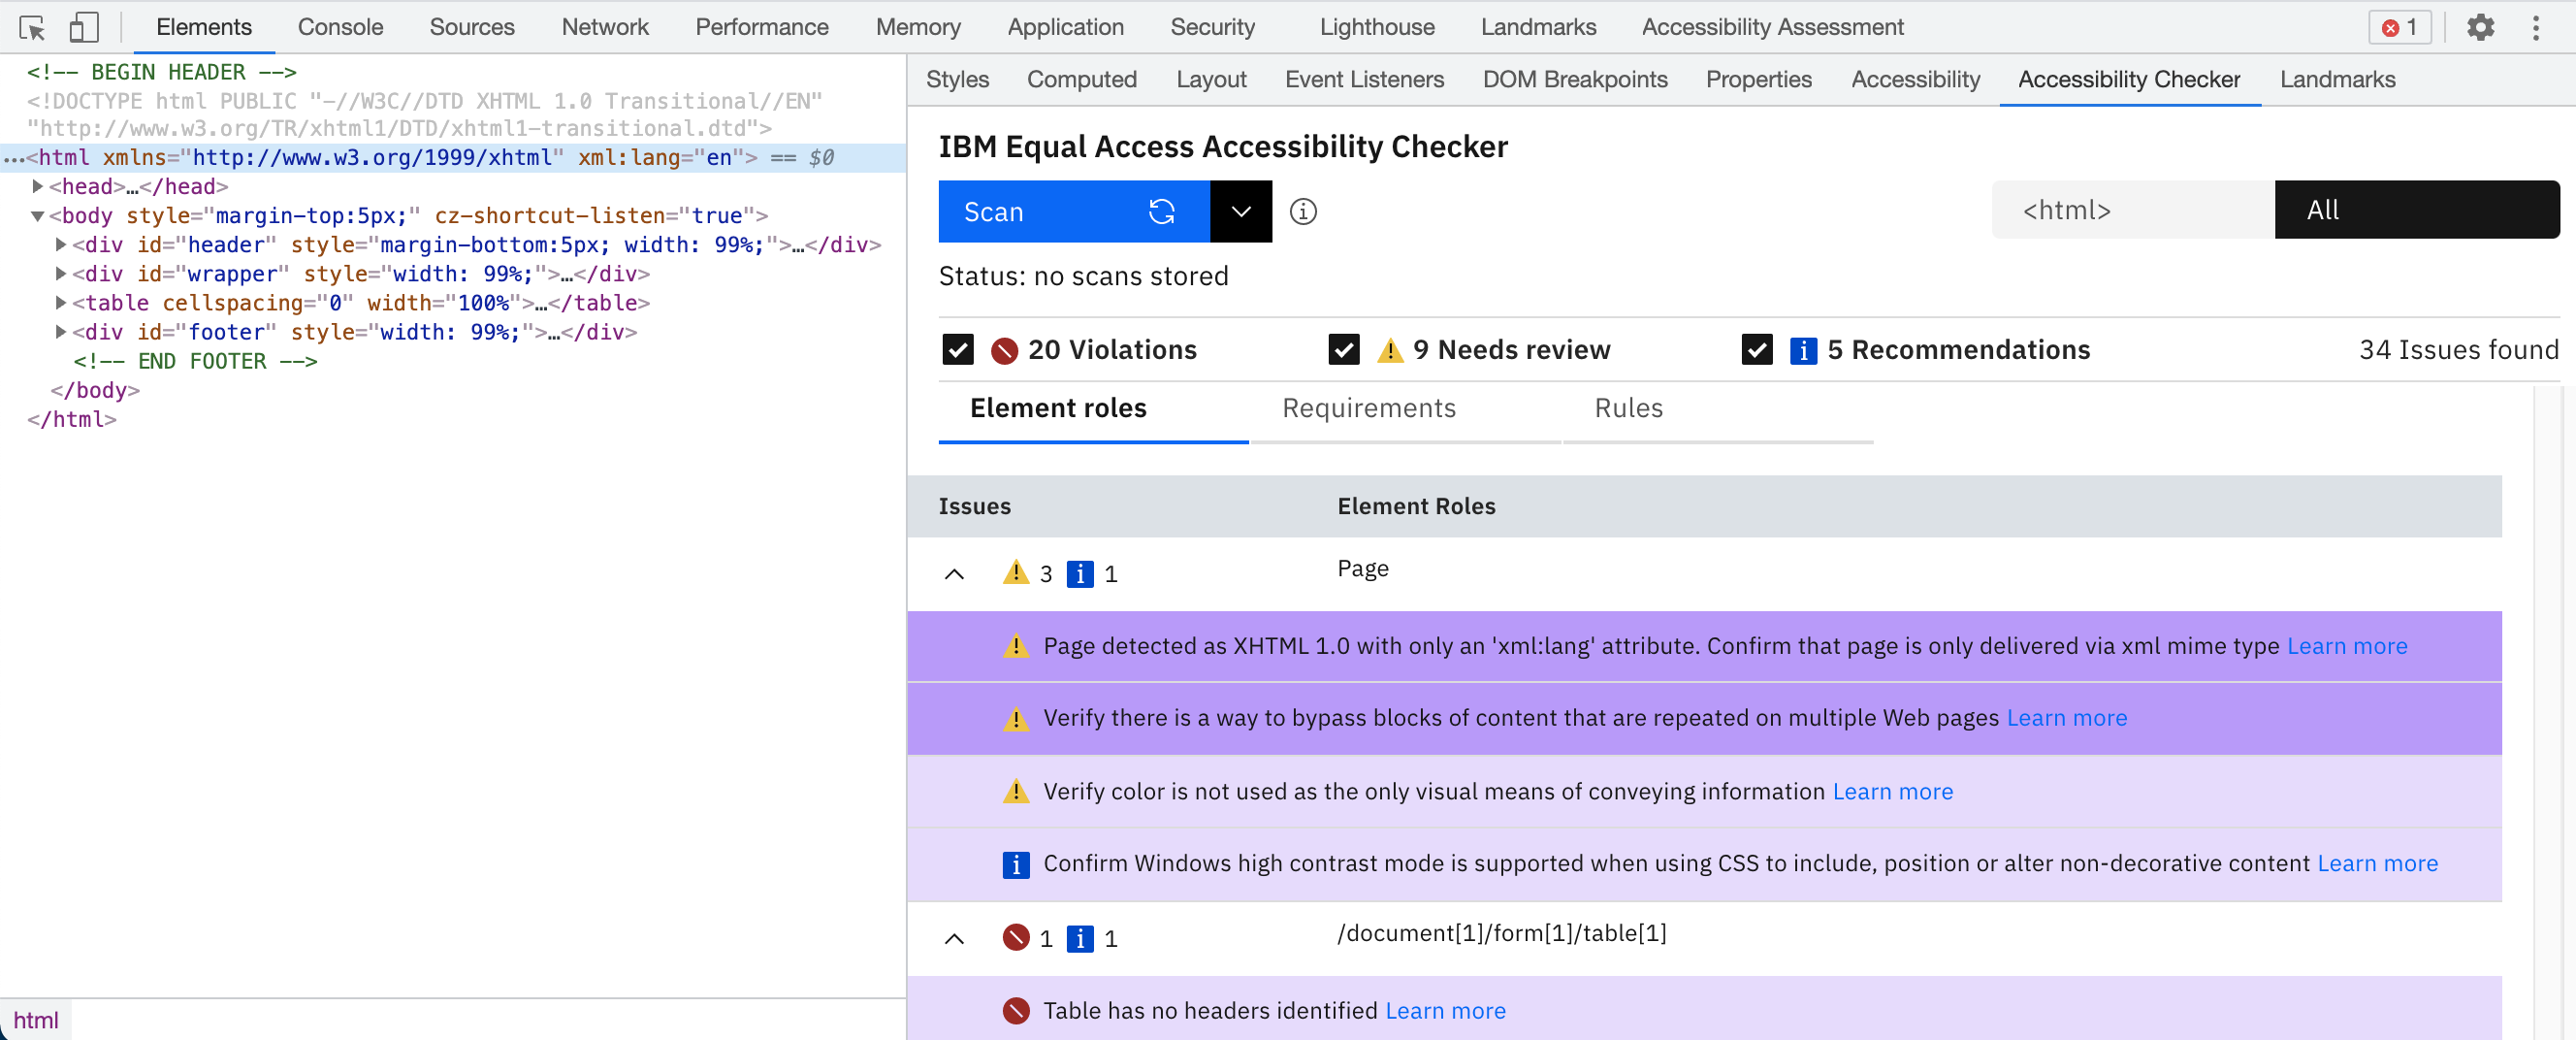 Elements Console Sources Network Performance Memory Application Security Lighthouse Landmarks Accessibility Assessment 1
<!-- BEGIN HEADER -->
<!DOCTYPE html PUBLIC "-//W3C//DTD XHTML 1.0 Transitional//EN"
"http://www.w3.org/TR/xhtml1/DTD/xhtml1-transitional.dtd">
…<html xmlns="http://www.w3.org/1999/xhtml" xml:lang="en"> == $0
<head>…</head>
<body style="margin-top:5px;" cz-shortcut-listen="true">
<div id="header" style="margin-bottom:5px; width: 99%;">…</div>
<div id="wrapper" style="width: 99%;">…</div>
<table cellspacing="0" width="100%">…</table>
<div id="footer" style="width: 99%;">…</div>
<!-- END FOOTER -->
</body>
</html>
html
Styles Computed Layout Event Listeners DOM Breakpoints Properties Accessibility Accessibility Checker Landmarks
IBM Equal Access Accessibility Checker
Scan <html> All
Status: no scans stored
20 Violations 9 Needs review 5 Recommendations 34 Issues found
Element roles Requirements Rules
Issues Element Roles
3 1 Page
Page detected as XHTML 1.0 with only an 'xml:lang' attribute. Confirm that page is only delivered via xml mime type Learn more
Verify there is a way to bypass blocks of content that are repeated on multiple Web pages Learn more
Verify color is not used as the only visual means of conveying information Learn more
Confirm Windows high contrast mode is supported when using CSS to include, position or alter non-decorative content Learn more
1 1 /document[1]/form[1]/table[1]
Table has no headers identified Learn more